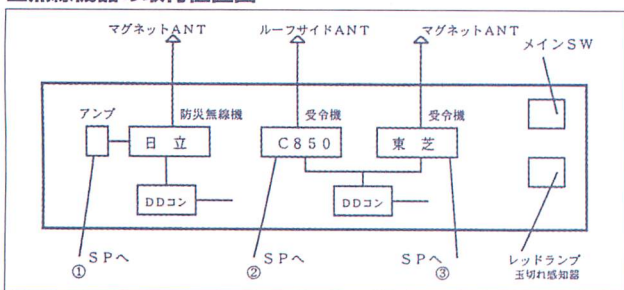 マグネットANT ルーフサイドANT マグネットANT
メインSW
アンプ 防災無線機 受令機 受令機
日立 C850 東芝
DDコン DDコン
SPへ SPへ SPへ
① ② ③
レッドランプ
玉切れ感知器